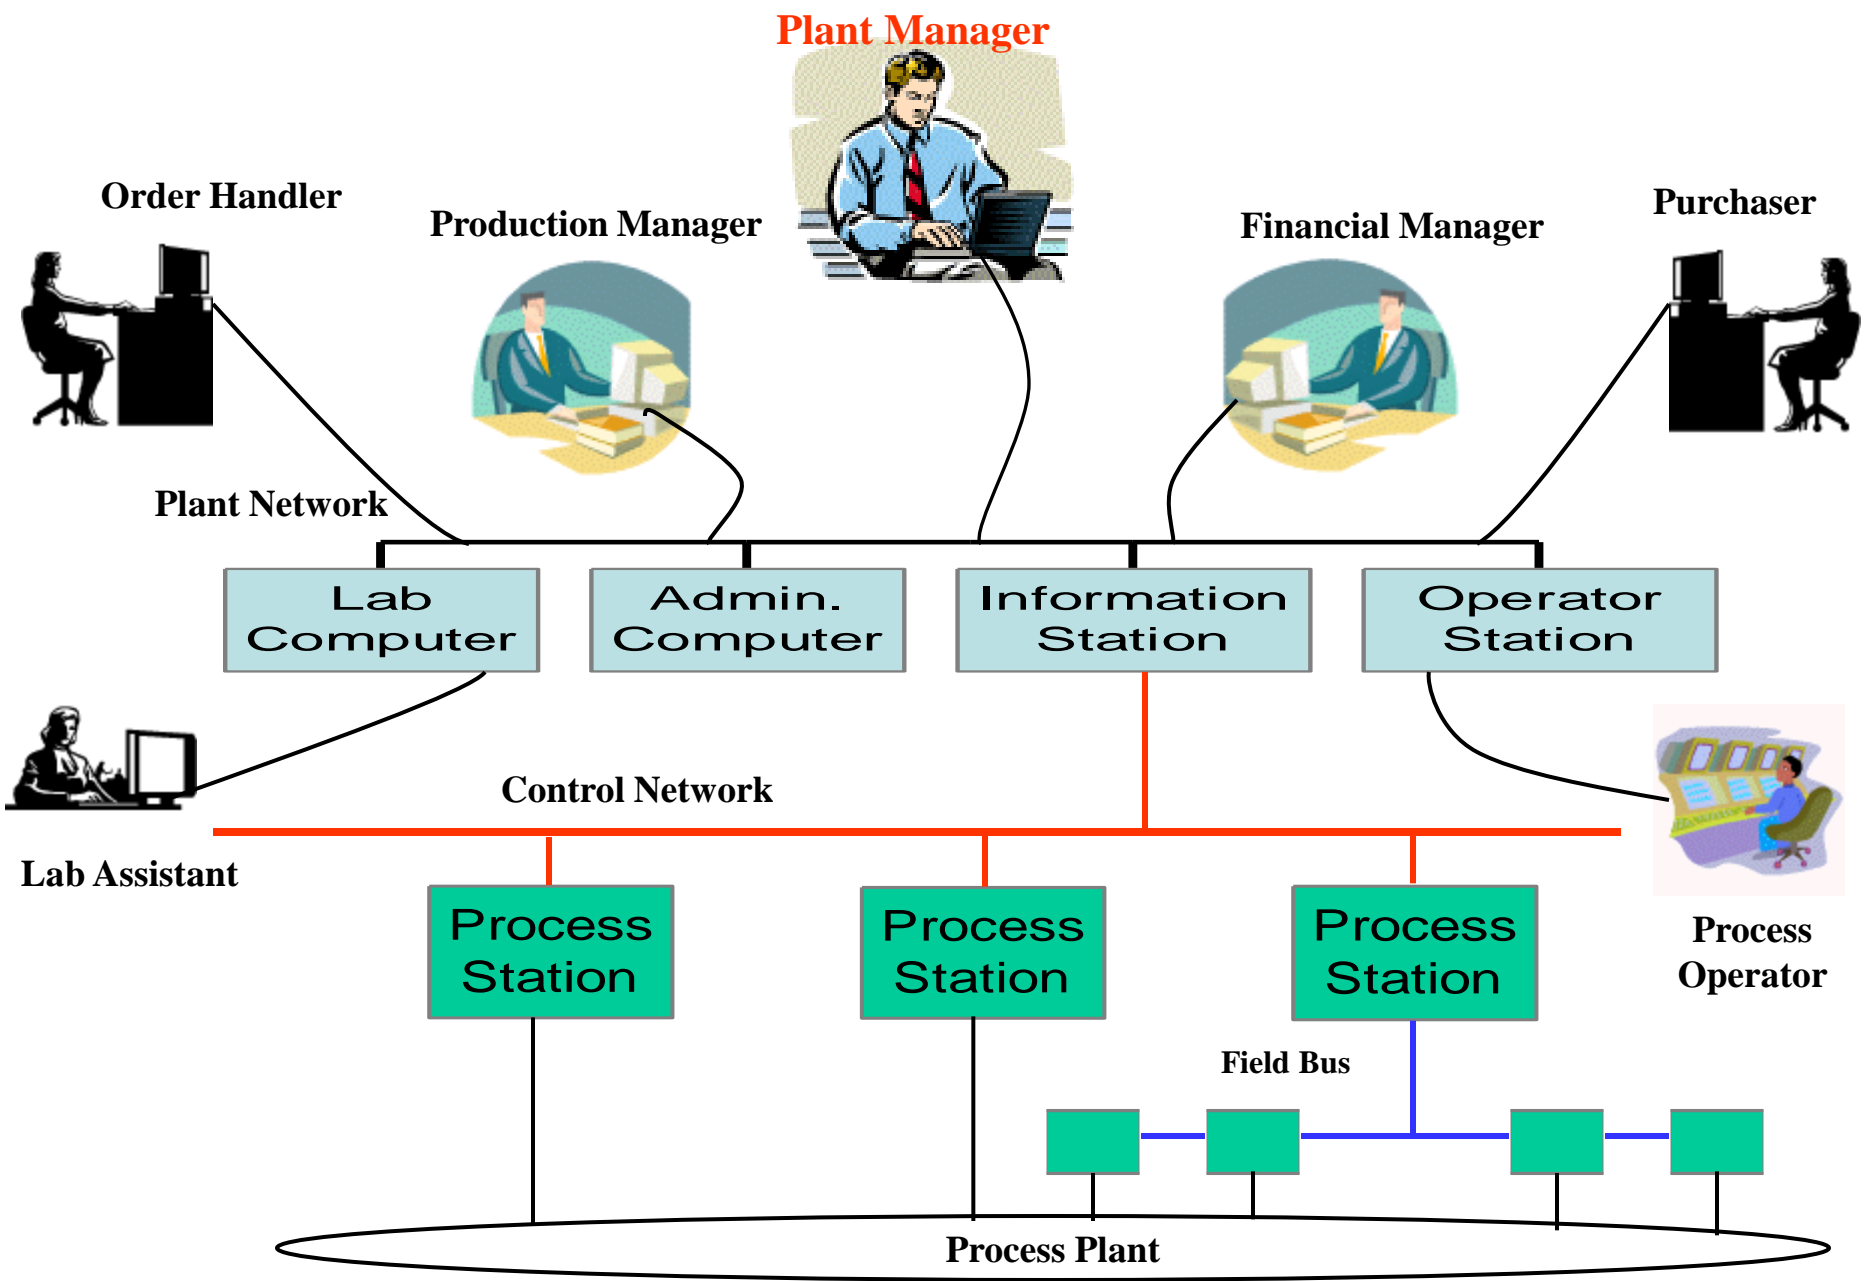 Plant Manager
Order Handler
Production Manager
Financial Manager
Purchaser
Plant Network
Lab
Computer
Admin.
Computer
Information
Station
Operator
Station
Control Network
Lab Assistant
Process
Station
Process
Station
Process
Station
Process
Operator
Field Bus
Process Plant